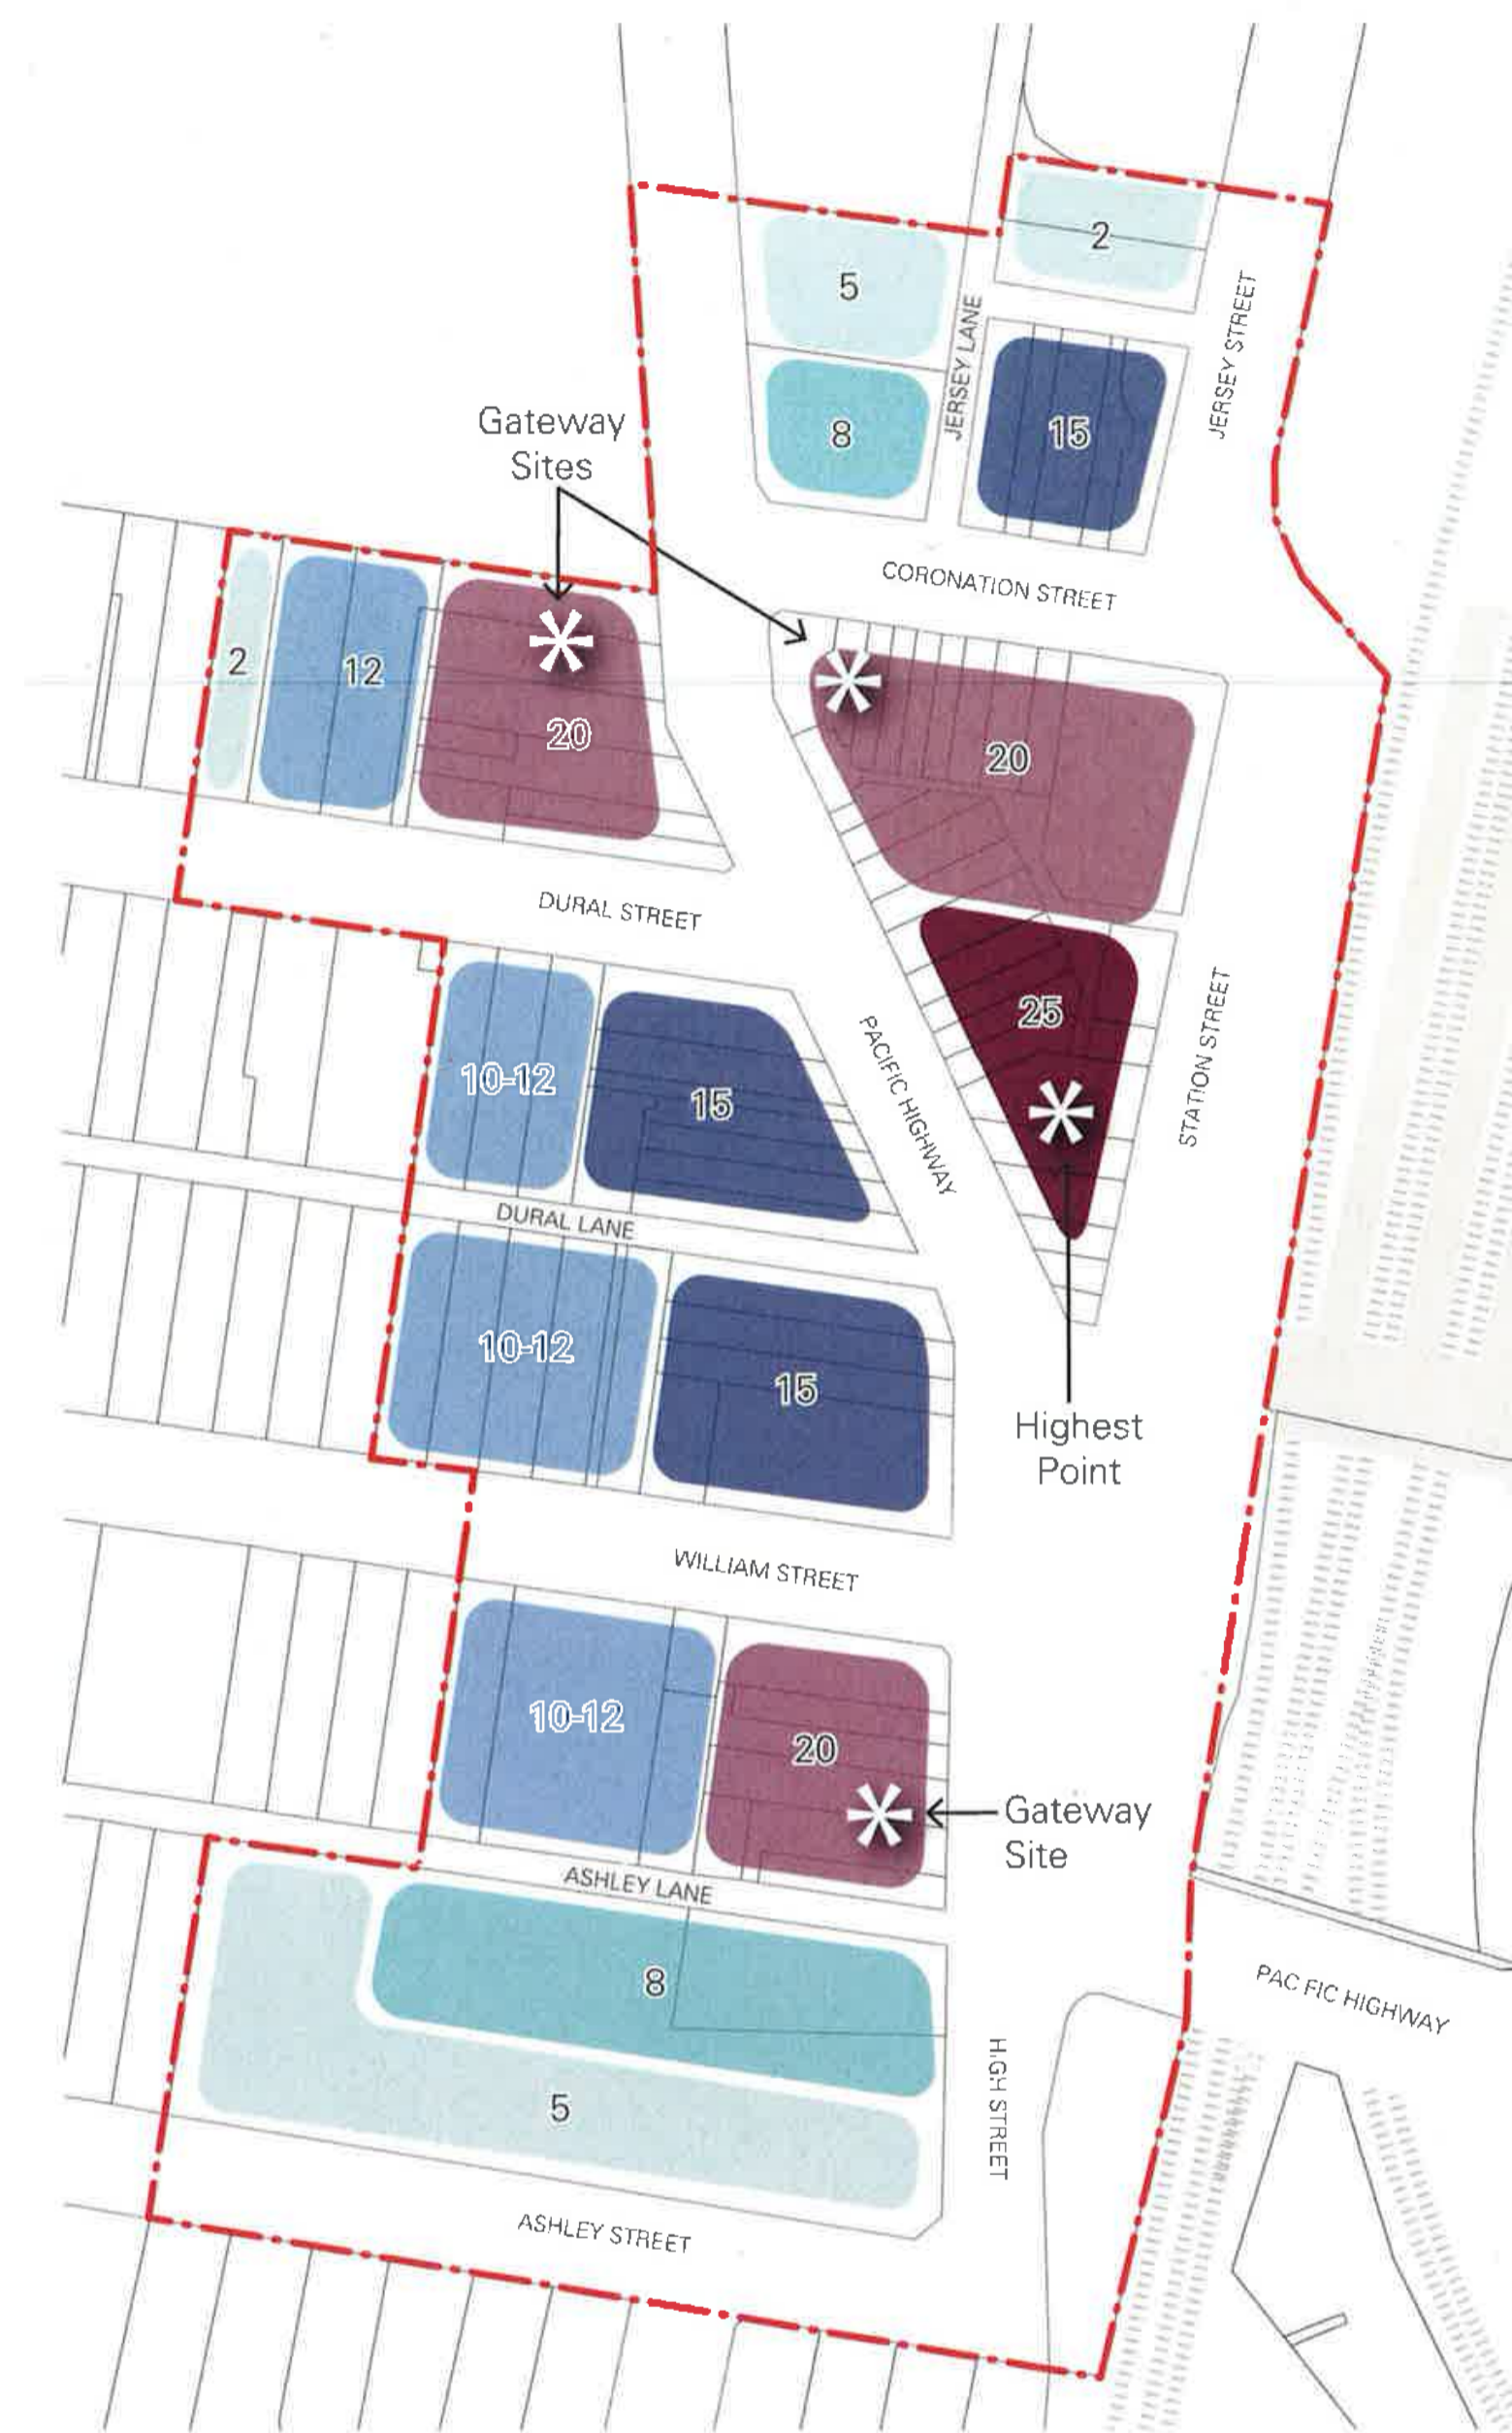 2
5
JERSEY LANE
JERSEY STREET
8
15
Gateway
Sites
CORONATION STREET
2
12
20
20
DURAL STREET
25
PACIFIC HIGHWAY
STATION STREET
10-12
15
DURAL LANE
10-12
15
Highest
Point
WILLIAM STREET
10-12
20
Gateway
Site
ASHLEY LANE
8
PAC FIC HIGHWAY
HIGH STREET
5
ASHLEY STREET